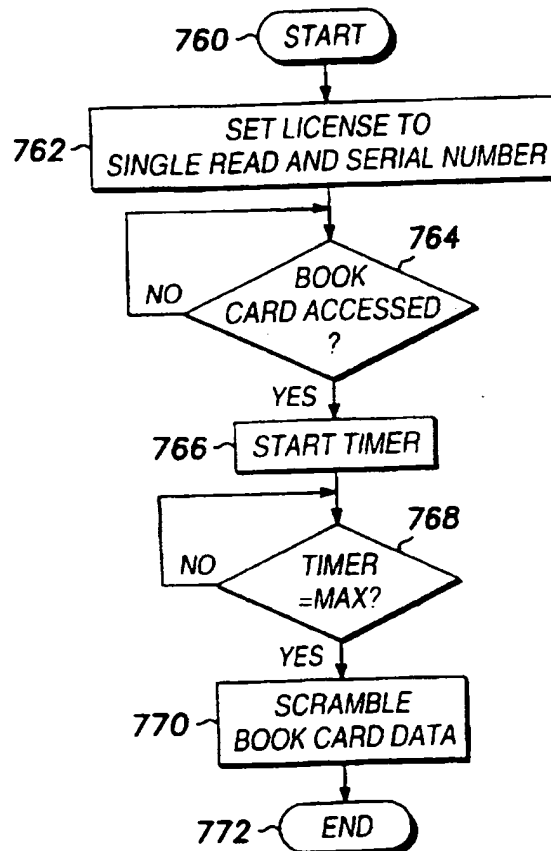 760
START
762
SET LICENSE TO
SINGLE READ AND SERIAL NUMBER
764
BOOK
CARD ACCESSED
?
NO
YES
766
START TIMER
768
TIMER
=MAX?
NO
YES
770
SCRAMBLE
BOOK CARD DATA
772
END